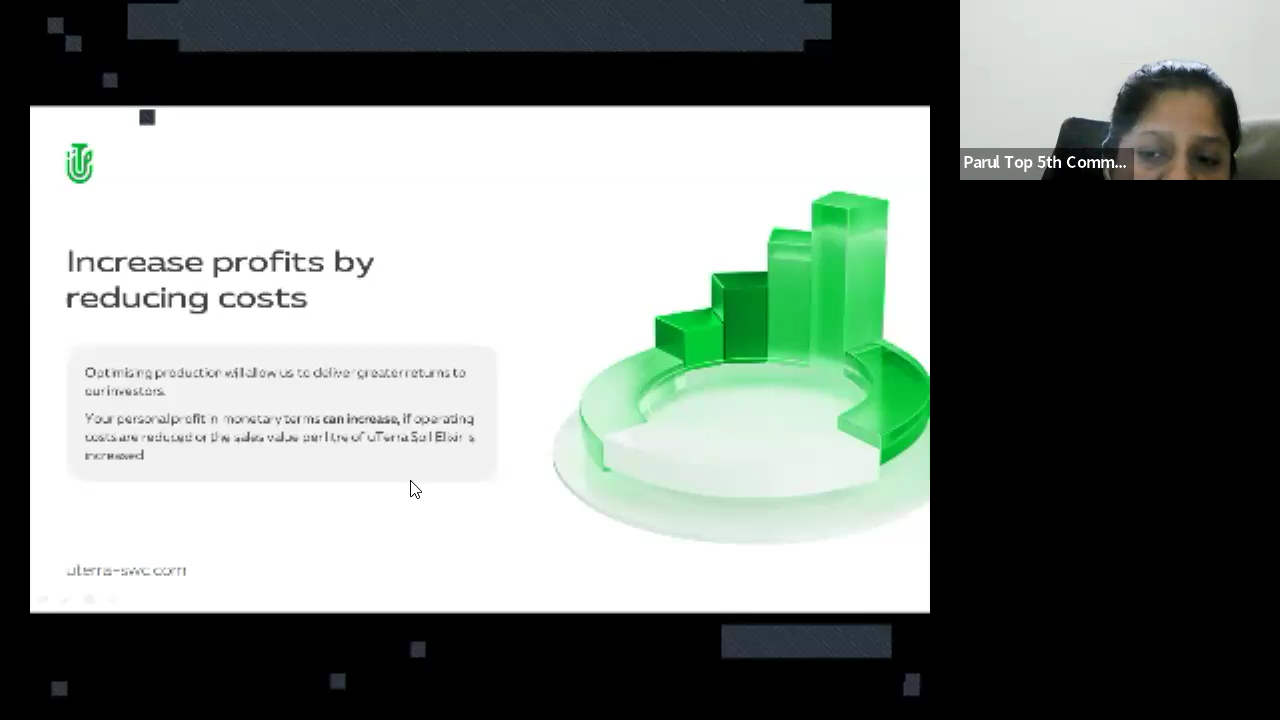 Increase profits by
reducing costs
Optimising production will allow us to deliver greater returns to
our investors.
Your personal profit in monetary terms can increase, if operating
costs are reduced or the sales value per litre of uTerra Soil Elixir is
increased
uterra-swc.com
Parul Top 5th Comm...